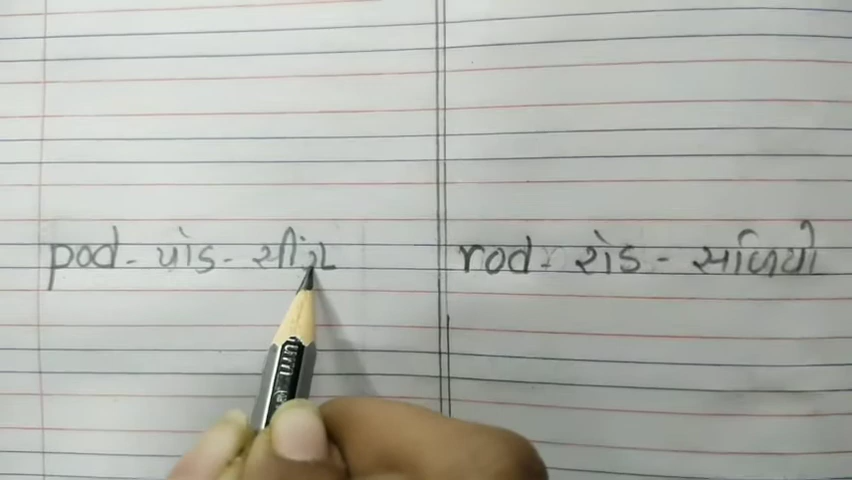 pod - પોડ - સીંગ
rod - રોડ - સળિયો